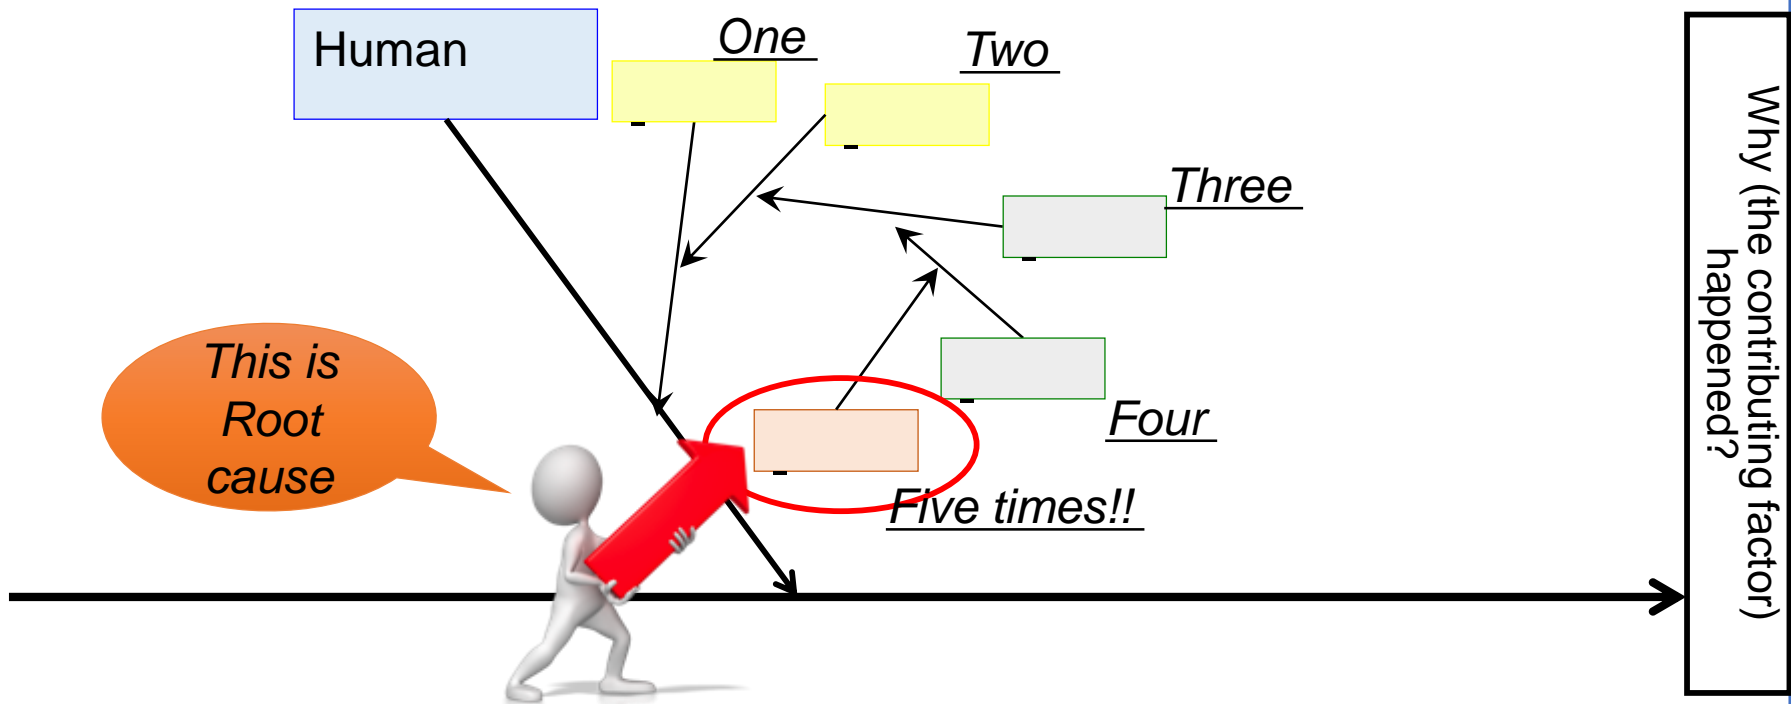 Human
One
Two
Three
Four
Five times!!
This is
Root
cause
Why (the contributing factor)
happened?